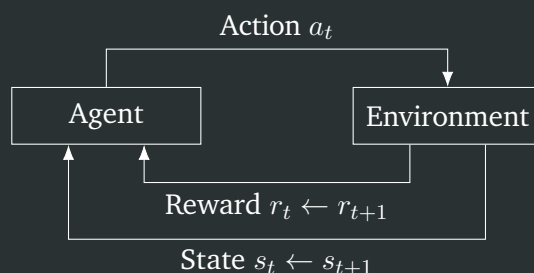 Action a_t
Agent
Environment
Reward r_t ← r_{t+1}
State s_t ← s_{t+1}